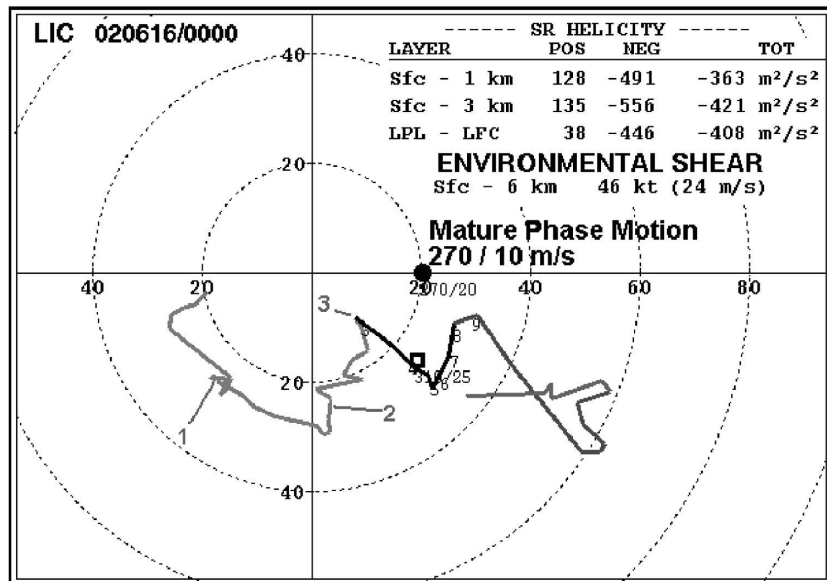 LIC 020616/0000
------ SR HELICITY ------
LAYER POS NEG TOT
Sfc - 1 km 128 -491 -363 m²/s²
Sfc - 3 km 135 -556 -421 m²/s²
LPL - LFC 38 -446 -408 m²/s²
ENVIRONMENTAL SHEAR
Sfc - 6 km 46 kt (24 m/s)
Mature Phase Motion
270 / 10 m/s
40
20
40 20 20 40 60 80
270/20
3
9
8
7
6
5
20
1
2
40